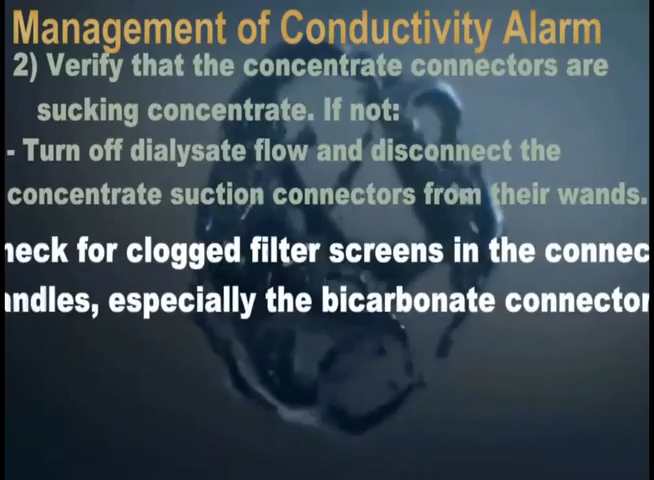 Management of Conductivity Alarm
2) Verify that the concentrate connectors are
sucking concentrate. If not:
- Turn off dialysate flow and disconnect the
concentrate suction connectors from their wands.
heck for clogged filter screens in the connec
andles, especially the bicarbonate connector